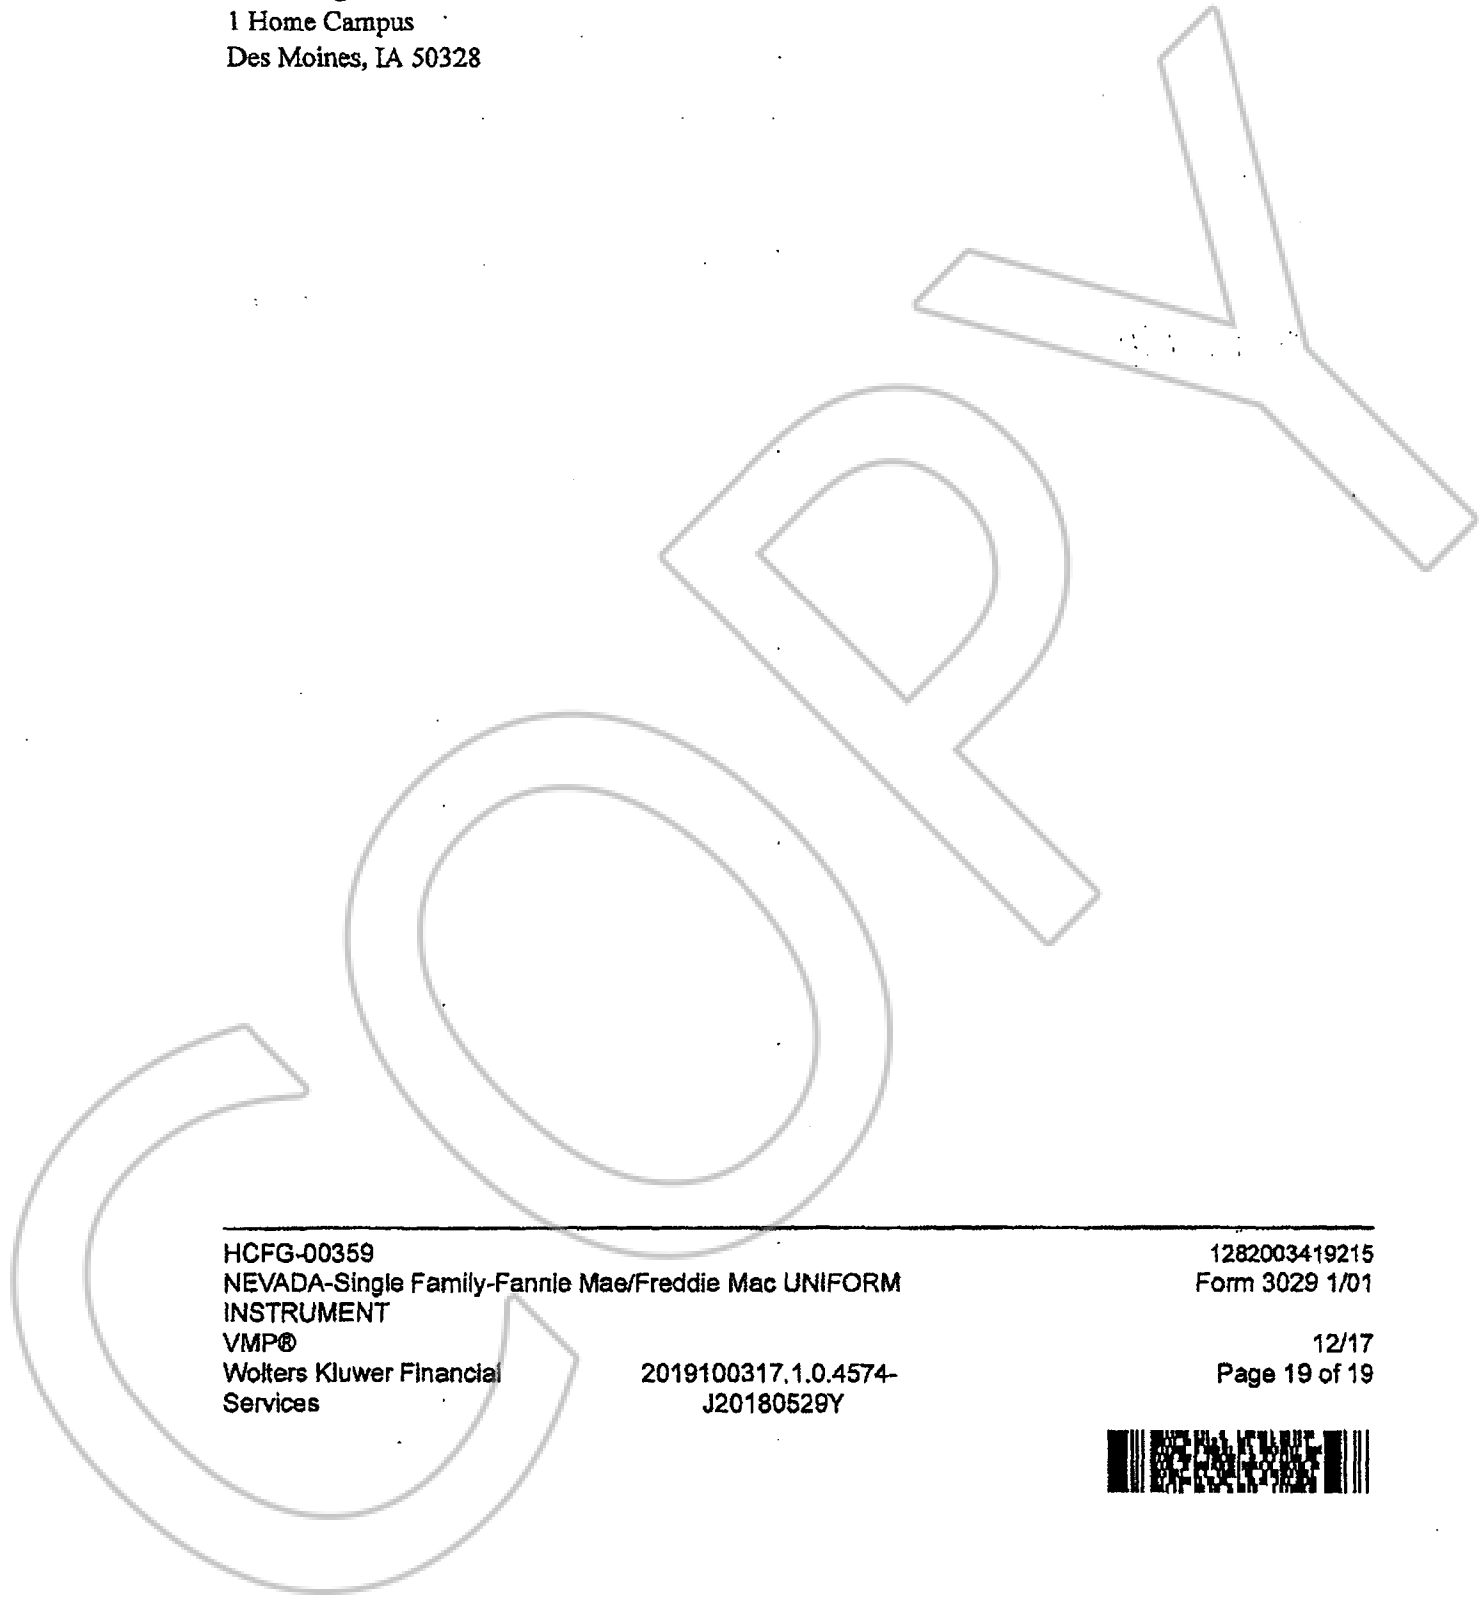 1 Home Campus
Des Moines, IA 50328
COPY
HCFG-00359
1282003419215
NEVADA-Single Family-Fannie Mae/Freddie Mac UNIFORM
Form 3029 1/01
INSTRUMENT
VMP®
12/17
Wolters Kluwer Financial
2019100317.1.0.4574-
Page 19 of 19
Services
J20180529Y